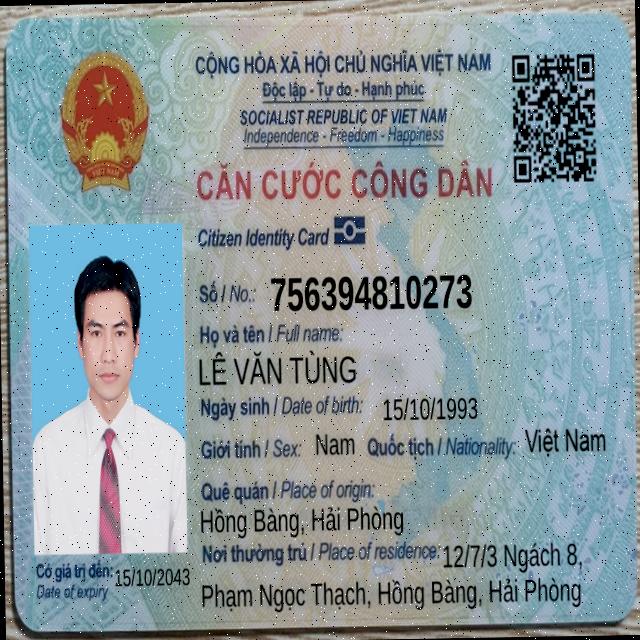 CỘNG HÒA XÃ HỘI CHỦ NGHĨA VIỆT NAM
Độc lập - Tự do - Hạnh phúc
SOCIALIST REPUBLIC OF VIET NAM
Independence - Freedom - Happiness
CĂN CƯỚC CÔNG DÂN
Citizen Identity Card
Số / No.: 756394810273
Họ và tên / Full name:
LÊ VĂN TÙNG
Ngày sinh / Date of birth: 15/10/1993
Giới tính / Sex: Nam Quốc tịch / Nationality: Việt Nam
Quê quán / Place of origin:
Hồng Bàng, Hải Phòng
Nơi thường trú / Place of residence: 12/7/3 Ngách 8,
Phạm Ngọc Thạch, Hồng Bàng, Hải Phòng
Có giá trị đến: 15/10/2043
Date of expiry
VIỆT NAM